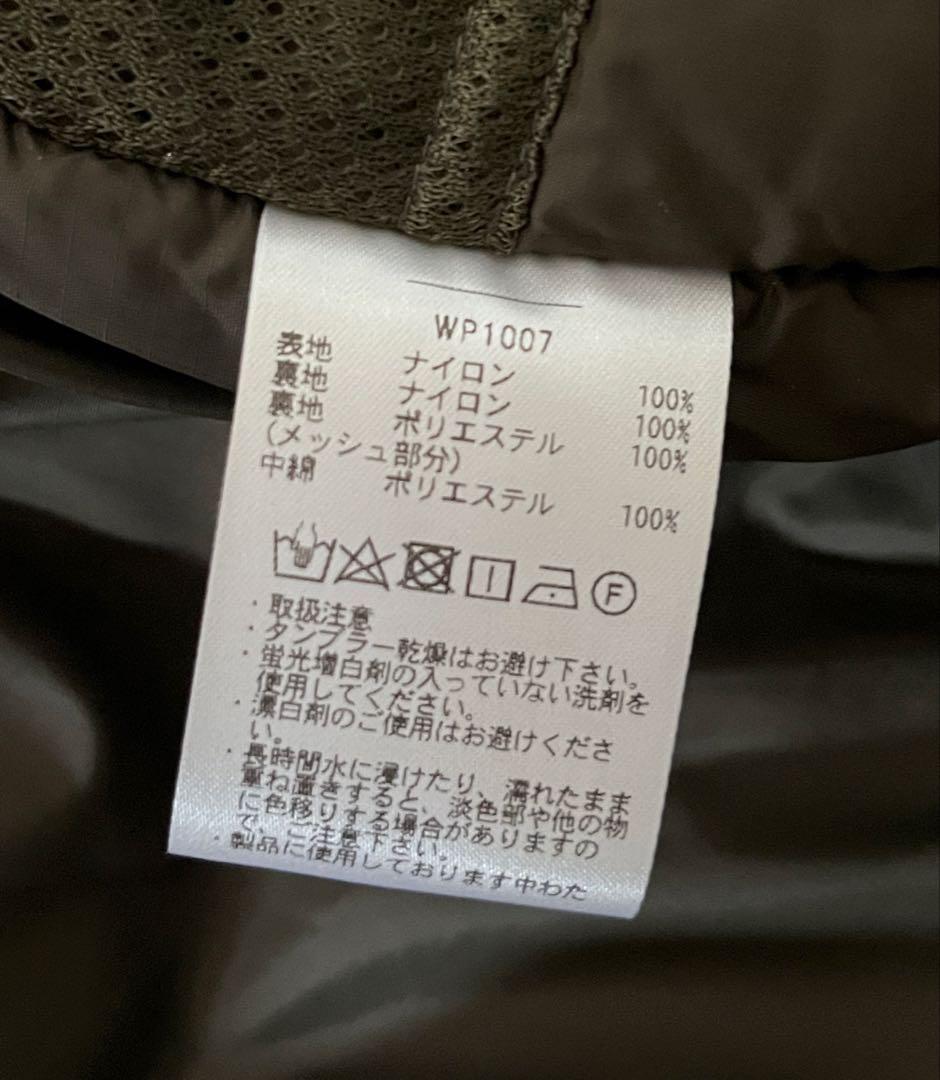 WP1007
表地 ナイロン 100%
裏地 ナイロン 100%
裏地 ポリエステル 100%
(メッシュ部分)
中綿 ポリエステル 100%
F
・取扱注意
・タンブラー乾燥はお避け下さい。
・蛍光増白剤の入っていない洗剤を
使用してください。
・漂白剤のご使用はお避けくださ
い。
・長時間水に浸けたり、濡れたまま
重ね置きすると、淡色部や他の物
に色移りする場合がありますの
で、ご注意下さい。
・製品に使用しております中わた